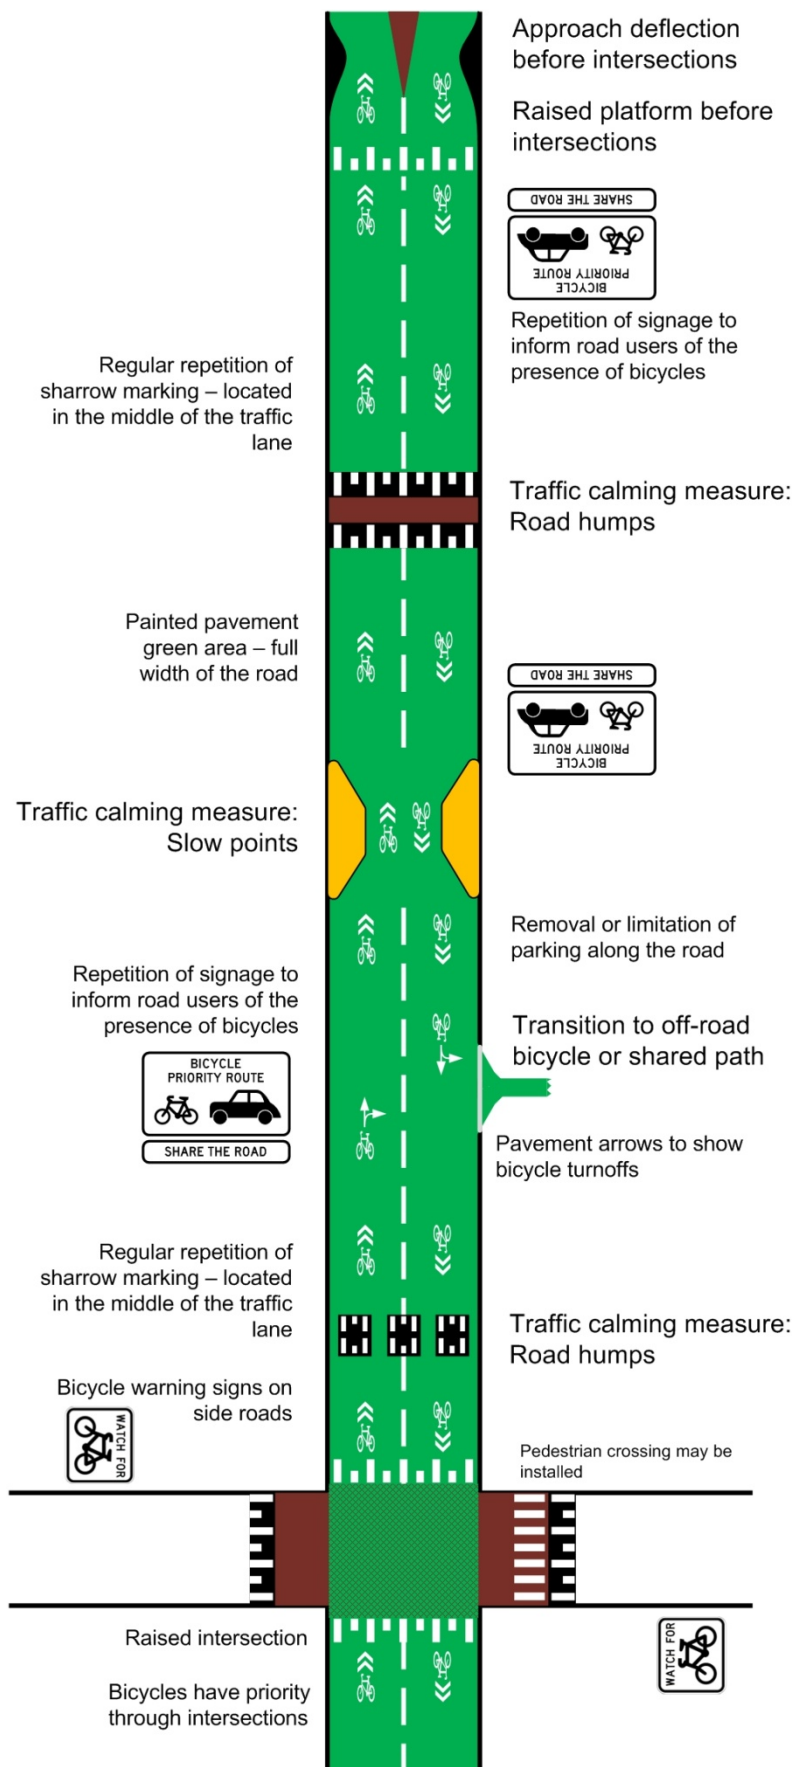 Approach deflection
before intersections
Raised platform before
intersections
SHARE THE ROAD
BICYCLE
PRIORITY ROUTE
Repetition of signage to
inform road users of the
presence of bicycles
Regular repetition of
sharrow marking – located
in the middle of the traffic
lane
Traffic calming measure:
Road humps
Painted pavement
green area – full
width of the road
SHARE THE ROAD
BICYCLE
PRIORITY ROUTE
Traffic calming measure:
Slow points
Removal or limitation of
parking along the road
Repetition of signage to
inform road users of the
presence of bicycles
BICYCLE
PRIORITY ROUTE
SHARE THE ROAD
Transition to off-road
bicycle or shared path
Pavement arrows to show
bicycle turnoffs
Regular repetition of
sharrow marking – located
in the middle of the traffic
lane
Traffic calming measure:
Road humps
Bicycle warning signs on
side roads
WATCH FOR
Pedestrian crossing may be
installed
Raised intersection
WATCH FOR
Bicycles have priority
through intersections